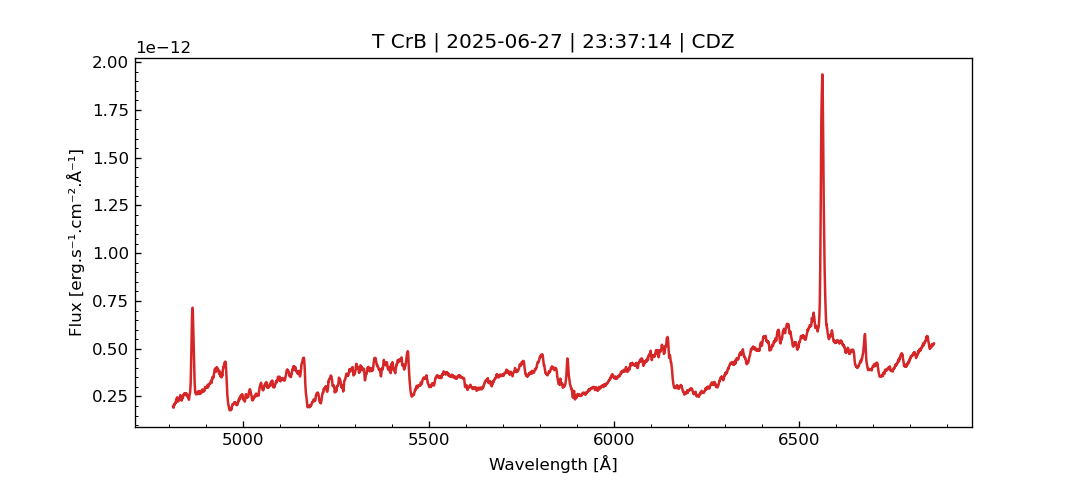 T CrB | 2025-06-27 | 23:37:14 | CDZ
1e−12
2.00
1.75
1.50
1.25
1.00
0.75
0.50
0.25
Flux [erg.s⁻¹.cm⁻².Å⁻¹]
5000 5500 6000 6500
Wavelength [Å]